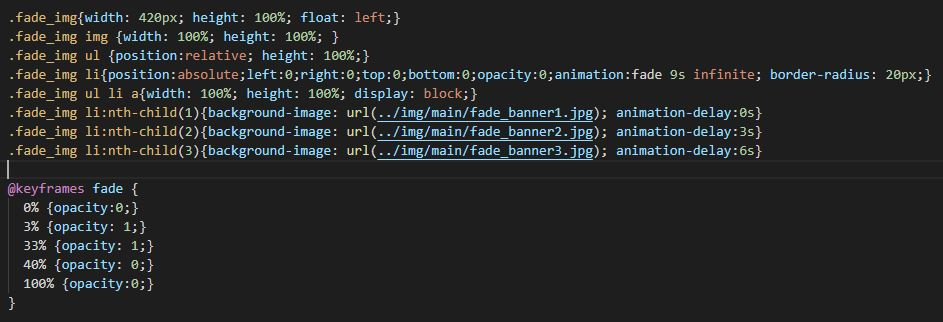 .fade_img{width: 420px; height: 100%; float: left;}
.fade_img img {width: 100%; height: 100%; }
.fade_img ul {position:relative; height: 100%;}
.fade_img li{position:absolute;left:0;right:0;top:0;bottom:0;opacity:0;animation:fade 9s infinite; border-radius: 20px;}
.fade_img ul li a{width: 100%; height: 100%; display: block;}
.fade_img li:nth-child(1){background-image: url(../img/main/fade_banner1.jpg); animation-delay:0s}
.fade_img li:nth-child(2){background-image: url(../img/main/fade_banner2.jpg); animation-delay:3s}
.fade_img li:nth-child(3){background-image: url(../img/main/fade_banner3.jpg); animation-delay:6s}
@keyframes fade {
0% {opacity:0;}
3% {opacity: 1;}
33% {opacity: 1;}
40% {opacity: 0;}
100% {opacity:0;}
}